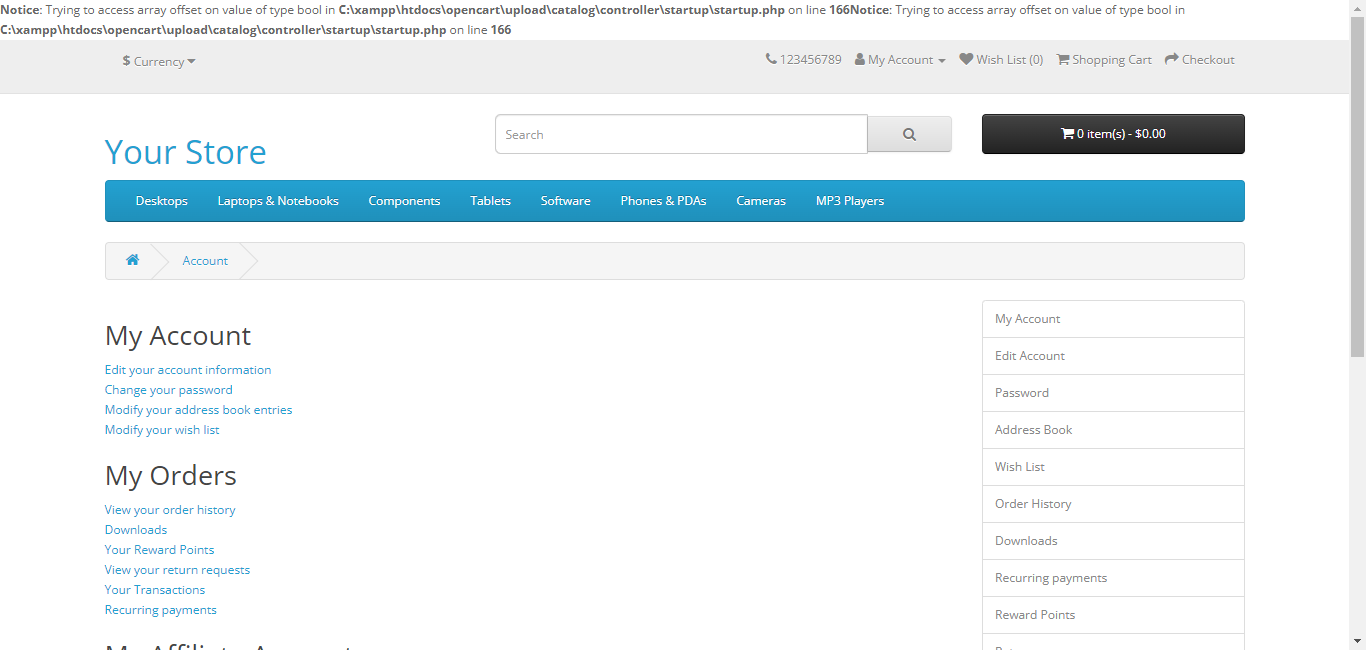 Notice: Trying to access array offset on value of type bool in C:\xampp\htdocs\opencart\upload\catalog\controller\startup\startup.php on line 166Notice: Trying to access array offset on value of type bool in
C:\xampp\htdocs\opencart\upload\catalog\controller\startup\startup.php on line 166
$ Currency 123456789 My Account Wish List (0) Shopping Cart Checkout
Your Store
Search
0 item(s) - $0.00
Desktops Laptops & Notebooks Components Tablets Software Phones & PDAs Cameras MP3 Players
Account
My Account
Edit your account information
Change your password
Modify your address book entries
Modify your wish list
My Orders
View your order history
Downloads
Your Reward Points
View your return requests
Your Transactions
Recurring payments
My Affiliate Account
My Account
Edit Account
Password
Address Book
Wish List
Order History
Downloads
Recurring payments
Reward Points